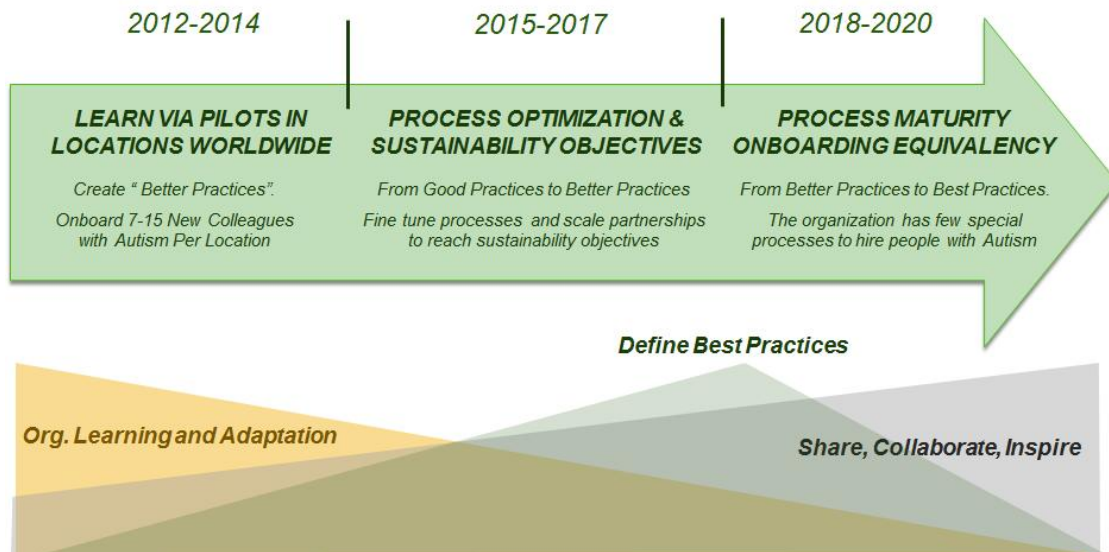 2012-2014
2015-2017
2018-2020
LEARN VIA PILOTS IN
LOCATIONS WORLDWIDE
Create “ Better Practices”.
Onboard 7-15 New Colleagues
with Autism Per Location
PROCESS OPTIMIZATION &
SUSTAINABILITY OBJECTIVES
From Good Practices to Better Practices
Fine tune processes and scale partnerships
to reach sustainability objectives
PROCESS MATURITY
ONBOARDING EQUIVALENCY
From Better Practices to Best Practices.
The organization has few special
processes to hire people with Autism
Define Best Practices
Org. Learning and Adaptation
Share, Collaborate, Inspire